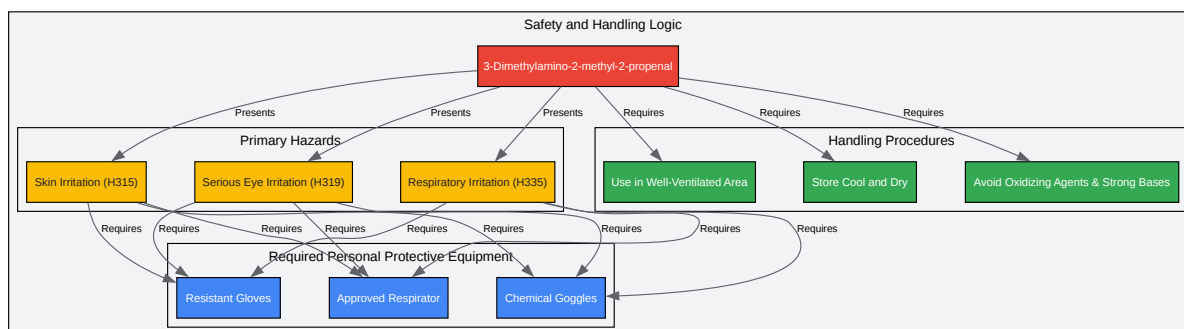 Safety and Handling Logic
3-Dimethylamino-2-methyl-2-propenal
Presents
Presents
Presents
Requires
Requires
Requires
Primary Hazards
Handling Procedures
Skin Irritation (H315)
Serious Eye Irritation (H319)
Respiratory Irritation (H335)
Use in Well-Ventilated Area
Store Cool and Dry
Avoid Oxidizing Agents & Strong Bases
Requires
Requires
Requires
Requires
Requires
Requires
Requires
Requires
Requires
Required Personal Protective Equipment
Resistant Gloves
Approved Respirator
Chemical Goggles